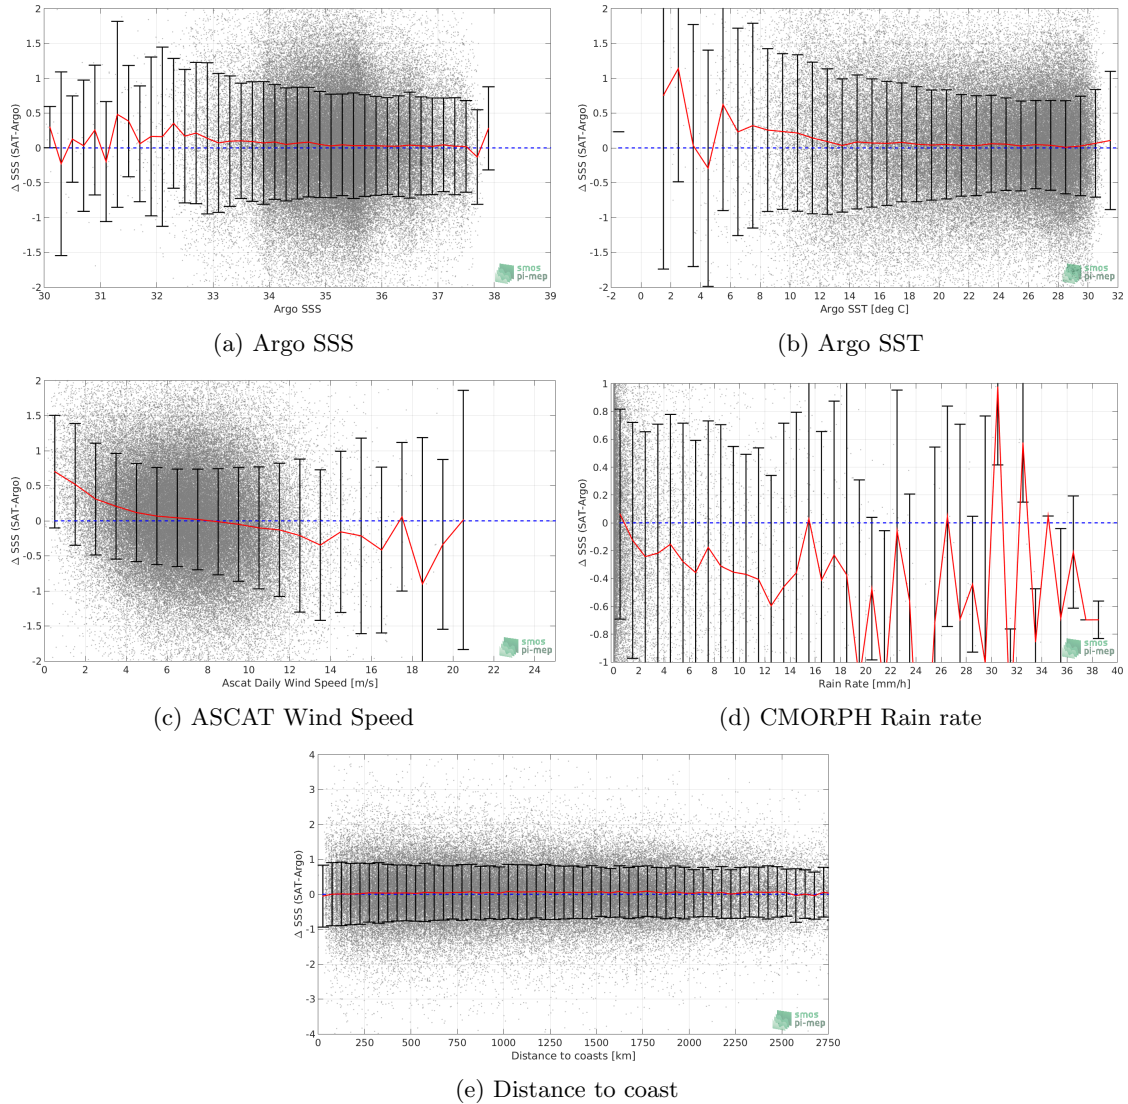 2
1.5
1
0.5
0
-0.5
-1
-1.5
-2
Δ SSS (SAT-Argo)
30 31 32 33 34 35 36 37 38 39
Argo SSS
smos
pi-mep
(a) Argo SSS
2
1.5
1
0.5
0
-0.5
-1
-1.5
-2
Δ SSS (SAT-Argo)
-2 0 2 4 6 8 10 12 14 16 18 20 22 24 26 28 30 32
Argo SST [deg C]
smos
pi-mep
(b) Argo SST
2
1.5
1
0.5
0
-0.5
-1
-1.5
-2
Δ SSS (SAT-Argo)
0 2 4 6 8 10 12 14 16 18 20 22 24
Ascat Daily Wind Speed [m/s]
smos
pi-mep
(c) ASCAT Wind Speed
1
0.8
0.6
0.4
0.2
0
-0.2
-0.4
-0.6
-0.8
-1
Δ SSS (SAT-Argo)
0 2 4 6 8 10 12 14 16 18 20 22 24 26 28 30 32 34 36 38 40
Rain Rate [mm/h]
smos
pi-mep
(d) CMORPH Rain rate
4
3
2
1
0
-1
-2
-3
-4
Δ SSS (SAT-Argo)
0 250 500 750 1000 1250 1500 1750 2000 2250 2500 2750
Distance to coasts [km]
smos
pi-mep
(e) Distance to coast